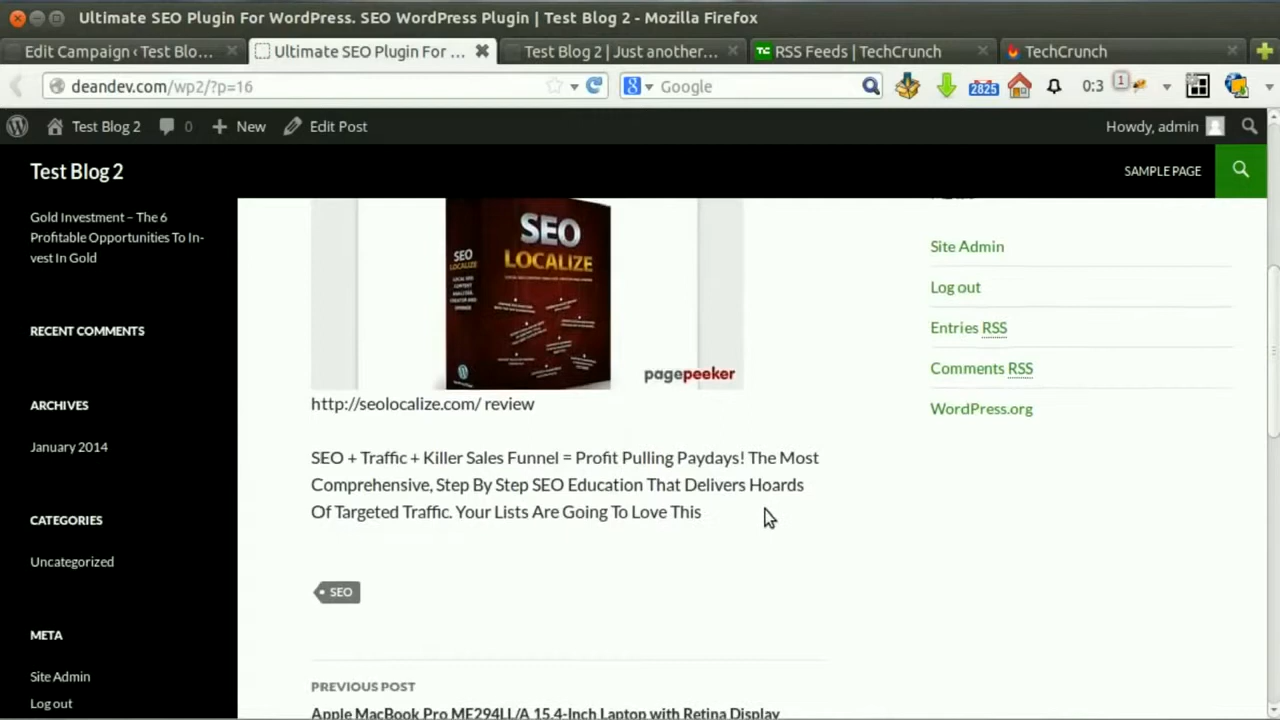 Ultimate SEO Plugin For WordPress. SEO WordPress Plugin | Test Blog 2 - Mozilla Firefox
Edit Campaign ‹ Test Blo...
Ultimate SEO Plugin For ...
Test Blog 2 | Just another...
RSS Feeds | TechCrunch
TechCrunch
deandev.com/wp2/?p=16
Google
2825
0:3
1
Test Blog 2
0
New
Edit Post
Howdy, admin
Test Blog 2
SAMPLE PAGE
Gold Investment – The 6
Profitable Opportunities To In-
vest In Gold
RECENT COMMENTS
ARCHIVES
January 2014
CATEGORIES
Uncategorized
META
Site Admin
Log out
SEO
LOCALIZE
SEO
LOCALIZE
pagepeeker
http://seolocalize.com/ review
SEO + Traffic + Killer Sales Funnel = Profit Pulling Paydays! The Most
Comprehensive, Step By Step SEO Education That Delivers Hoards
Of Targeted Traffic. Your Lists Are Going To Love This
SEO
PREVIOUS POST
Apple MacBook Pro ME294LL/A 15.4-Inch Laptop with Retina Display
Site Admin
Log out
Entries RSS
Comments RSS
WordPress.org